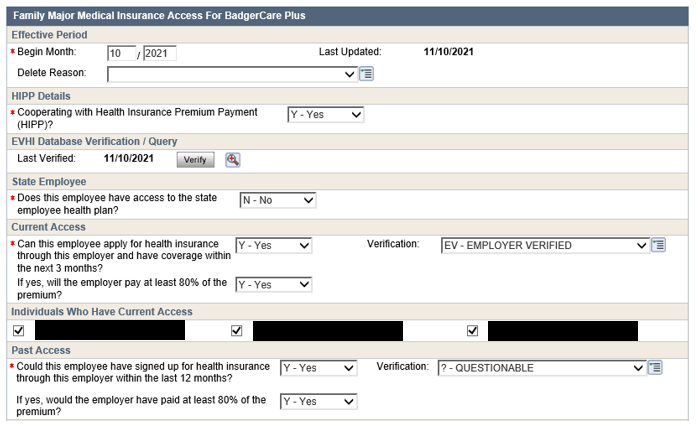 Family Major Medical Insurance Access For BadgerCare Plus
Effective Period
* Begin Month: 10 / 2021 Last Updated: 11/10/2021
Delete Reason:
HIPP Details
* Cooperating with Health Insurance Premium Payment (HIPP)? Y - Yes
EVHI Database Verification / Query
Last Verified: 11/10/2021 Verify
State Employee
* Does this employee have access to the state employee health plan? N - No
Current Access
* Can this employee apply for health insurance through this employer and have coverage within the next 3 months? Y - Yes Verification: EV - EMPLOYER VERIFIED
If yes, will the employer pay at least 80% of the premium? Y - Yes
Individuals Who Have Current Access
Past Access
* Could this employee have signed up for health insurance through this employer within the last 12 months? Y - Yes Verification: ? - QUESTIONABLE
If yes, would the employer have paid at least 80% of the premium? Y - Yes